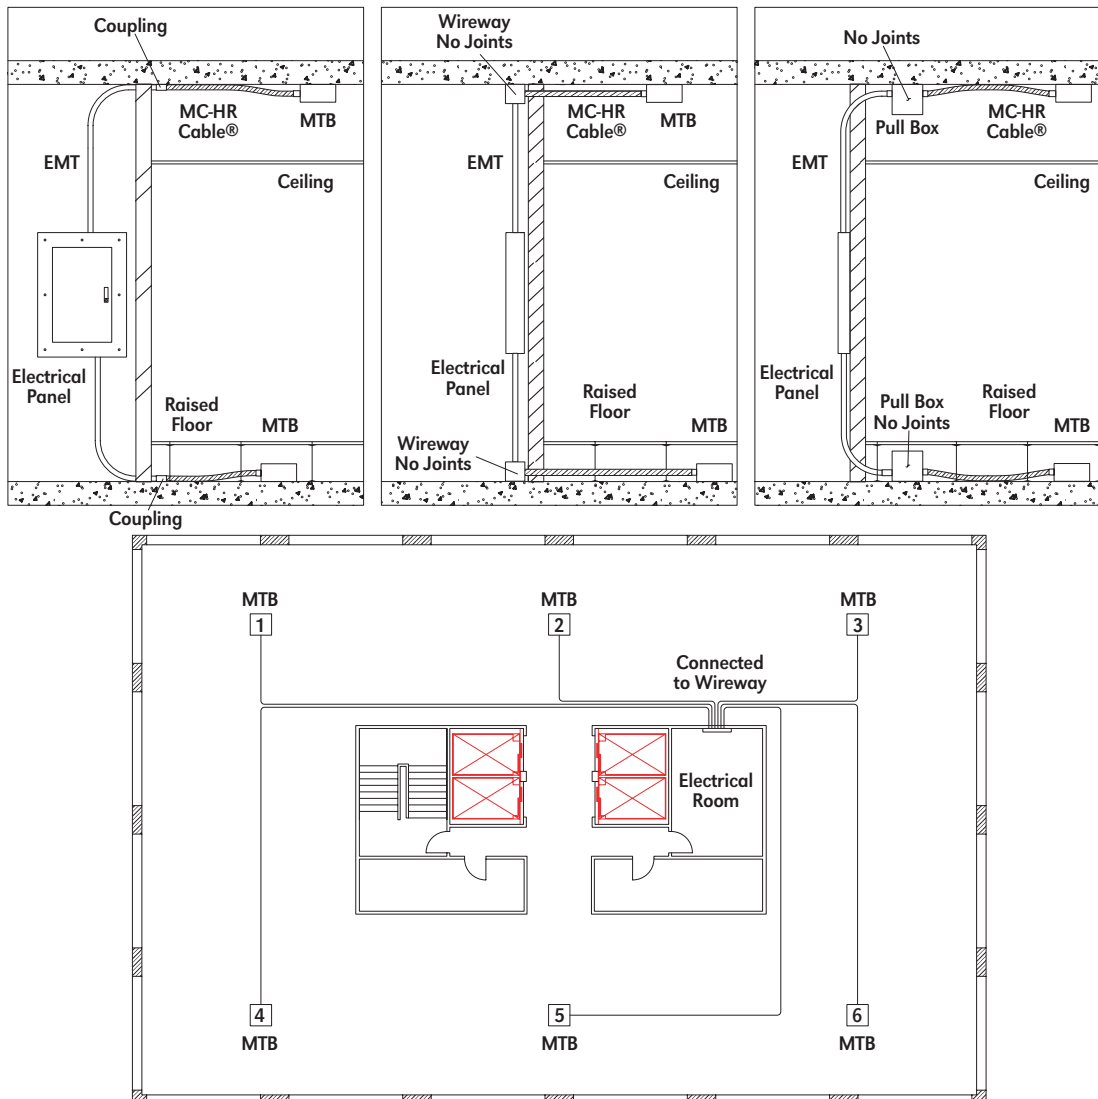 Coupling
MC-HR
Cable®
MTB
EMT
Ceiling
Electrical
Panel
Raised
Floor
MTB
Coupling
Wireway
No Joints
MC-HR
Cable®
MTB
EMT
Ceiling
Electrical
Panel
Raised
Floor
MTB
Wireway
No Joints
No Joints
Pull Box
MC-HR
Cable®
MTB
EMT
Ceiling
Electrical
Panel
Pull Box
No Joints
Raised
Floor
MTB
MTB
1
MTB
2
MTB
3
Connected
to Wireway
Electrical
Room
4
MTB
5
MTB
6
MTB